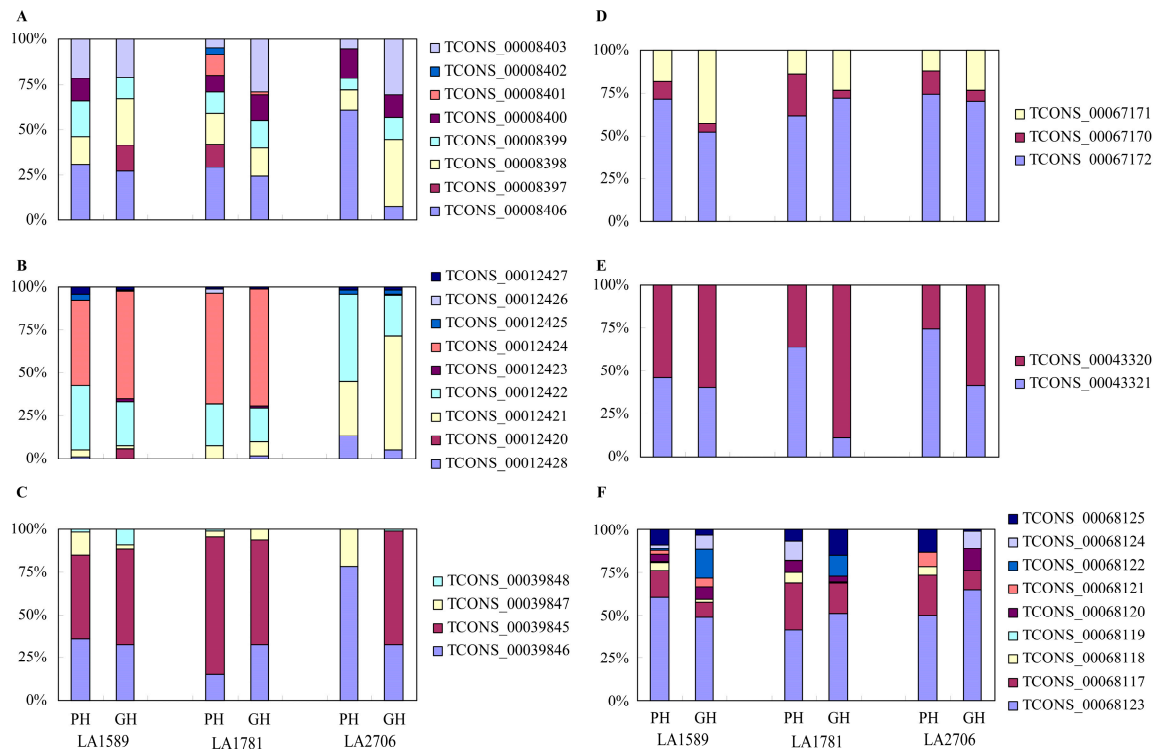 A
100%
75%
50%
25%
0%
TCONS_00008403
TCONS_00008402
TCONS_00008401
TCONS_00008400
TCONS_00008399
TCONS_00008398
TCONS_00008397
TCONS_00008406
B
100%
75%
50%
25%
0%
TCONS_00012427
TCONS_00012426
TCONS_00012425
TCONS_00012424
TCONS_00012423
TCONS_00012422
TCONS_00012421
TCONS_00012420
TCONS_00012428
C
100%
75%
50%
25%
0%
TCONS_00039848
TCONS_00039847
TCONS_00039845
TCONS_00039846
PH GH PH GH PH GH
LA1589 LA1781 LA2706
D
100%
75%
50%
25%
0%
TCONS_00067171
TCONS_00067170
TCONS_00067172
E
100%
75%
50%
25%
0%
TCONS_00043320
TCONS_00043321
F
100%
75%
50%
25%
0%
TCONS_00068125
TCONS_00068124
TCONS_00068122
TCONS_00068121
TCONS_00068120
TCONS_00068119
TCONS_00068118
TCONS_00068117
TCONS_00068123
PH GH PH GH PH GH
LA1589 LA1781 LA2706